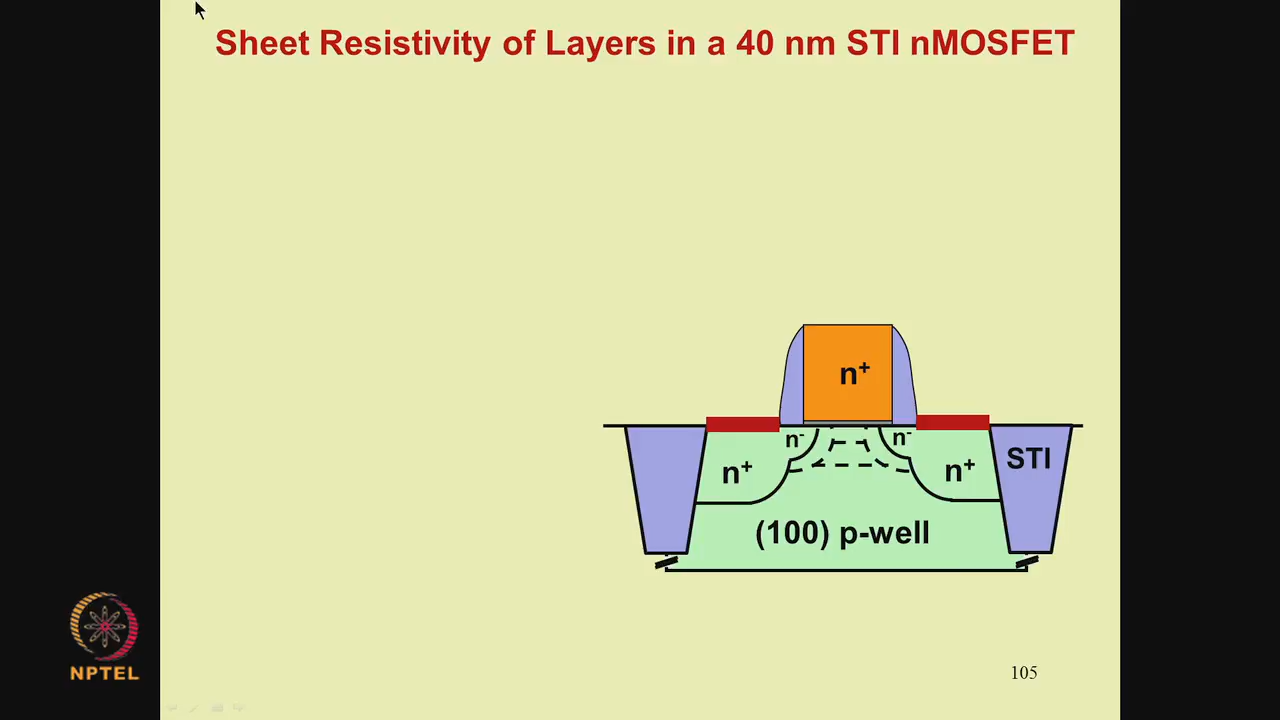 Sheet Resistivity of Layers in a 40 nm STI nMOSFET
n⁺
n⁻ n⁻
n⁺ n⁺ STI
(100) p-well
NPTEL
105